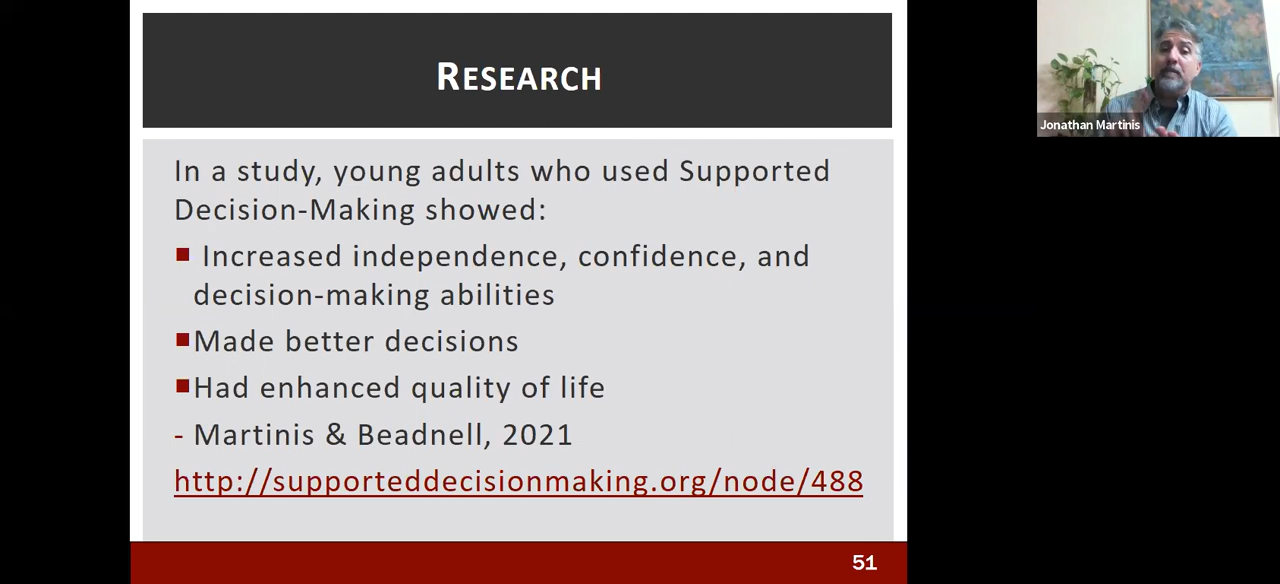 RESEARCH
In a study, young adults who used Supported
Decision-Making showed:
■ Increased independence, confidence, and
decision-making abilities
■ Made better decisions
■ Had enhanced quality of life
- Martinis & Beadnell, 2021
http://supporteddecisionmaking.org/node/488
51
Jonathan Martinis